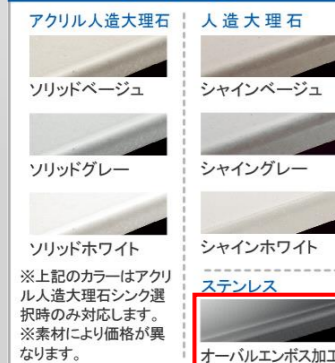 アクリル人造大理石
ソリッドベージュ
ソリッドグレー
ソリッドホワイト
※上記のカラーはアクリ
ル人造大理石シンク選
択時のみ対応します。
※素材により価格が異
なります。
人造大理石
シャインベージュ
シャイングレー
シャインホワイト
ステンレス
オーバルエンボス加工